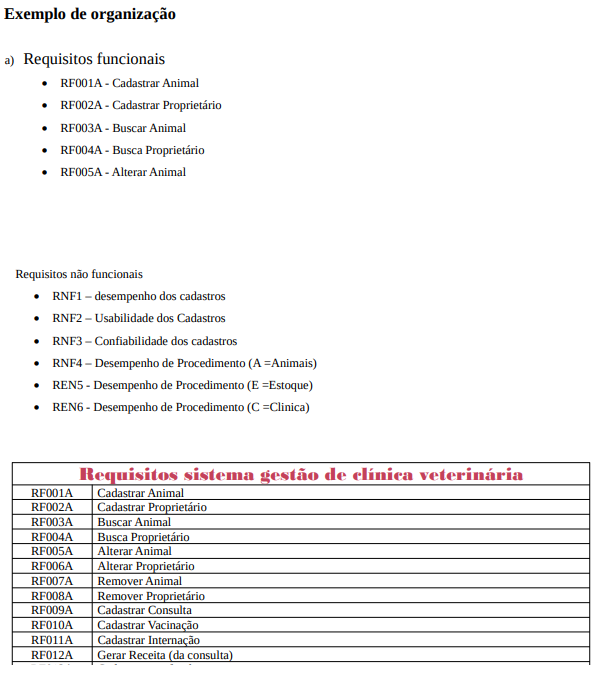 Exemplo de organização
a) Requisitos funcionais
• RF001A - Cadastrar Animal
• RF002A - Cadastrar Proprietário
• RF003A - Buscar Animal
• RF004A - Busca Proprietário
• RF005A - Alterar Animal
Requisitos não funcionais
• RNF1 – desempenho dos cadastros
• RNF2 – Usabilidade dos Cadastros
• RNF3 – Confiabilidade dos cadastros
• RNF4 – Desempenho de Procedimento (A =Animais)
• REN5 - Desempenho de Procedimento (E =Estoque)
• REN6 - Desempenho de Procedimento (C =Clinica)
Requisitos sistema gestão de clínica veterinária
RF001A Cadastrar Animal
RF002A Cadastrar Proprietário
RF003A Buscar Animal
RF004A Busca Proprietário
RF005A Alterar Animal
RF006A Alterar Proprietário
RF007A Remover Animal
RF008A Remover Proprietário
RF009A Cadastrar Consulta
RF010A Cadastrar Vacinação
RF011A Cadastrar Internação
RF012A Gerar Receita (da consulta)